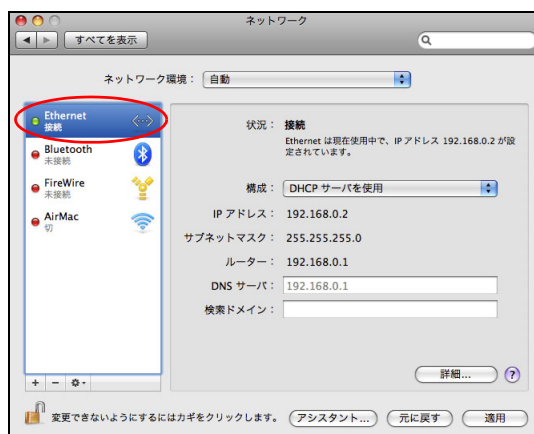 ネットワーク
すべてを表示
ネットワーク環境： 自動
Ethernet
接続
Bluetooth
未接続
FireWire
未接続
AirMac
切
状況： 接続
Ethernet は現在使用中で、IP アドレス 192.168.0.2 が設
定されています。
構成： DHCP サーバを使用
IP アドレス： 192.168.0.2
サブネットマスク： 255.255.255.0
ルーター： 192.168.0.1
DNS サーバ： 192.168.0.1
検索ドメイン：
詳細... ?
+ −
変更できないようにするにはカギをクリックします。 アシスタント... 元に戻す 適用